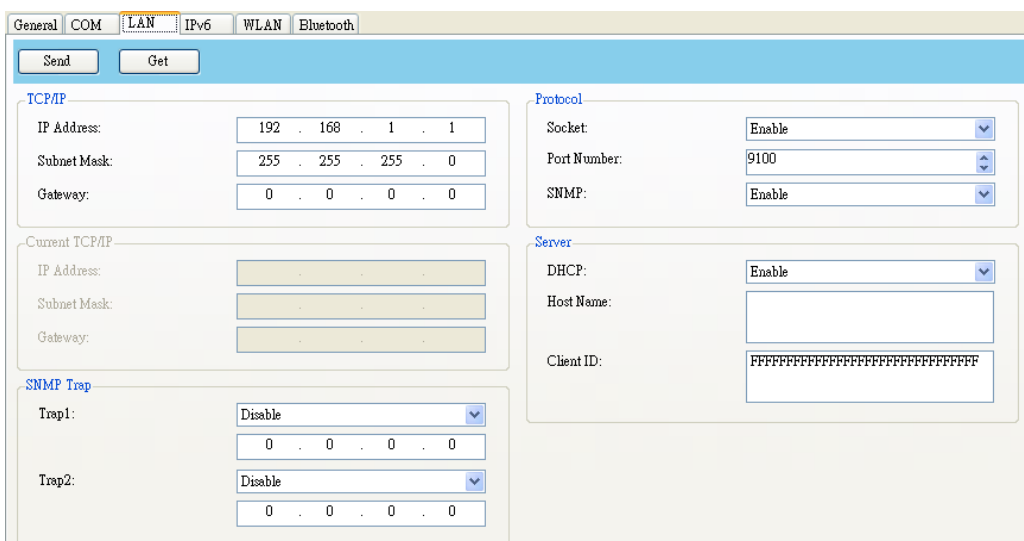 General COM LAN IPv6 WLAN Bluetooth
Send Get
TCP/IP
IP Address: 192 . 168 . 1 . 1
Subnet Mask: 255 . 255 . 255 . 0
Gateway: 0 . 0 . 0 . 0
Current TCP/IP
IP Address: . . .
Subnet Mask: . . .
Gateway: . . .
SNMP Trap
Trap1: Disable
0 . 0 . 0 . 0
Trap2: Disable
0 . 0 . 0 . 0
Protocol
Socket: Enable
Port Number: 9100
SNMP: Enable
Server
DHCP: Enable
Host Name:
Client ID: FFFFFFFFFFFFFFFFFFFFFFFFFFFFFFFF